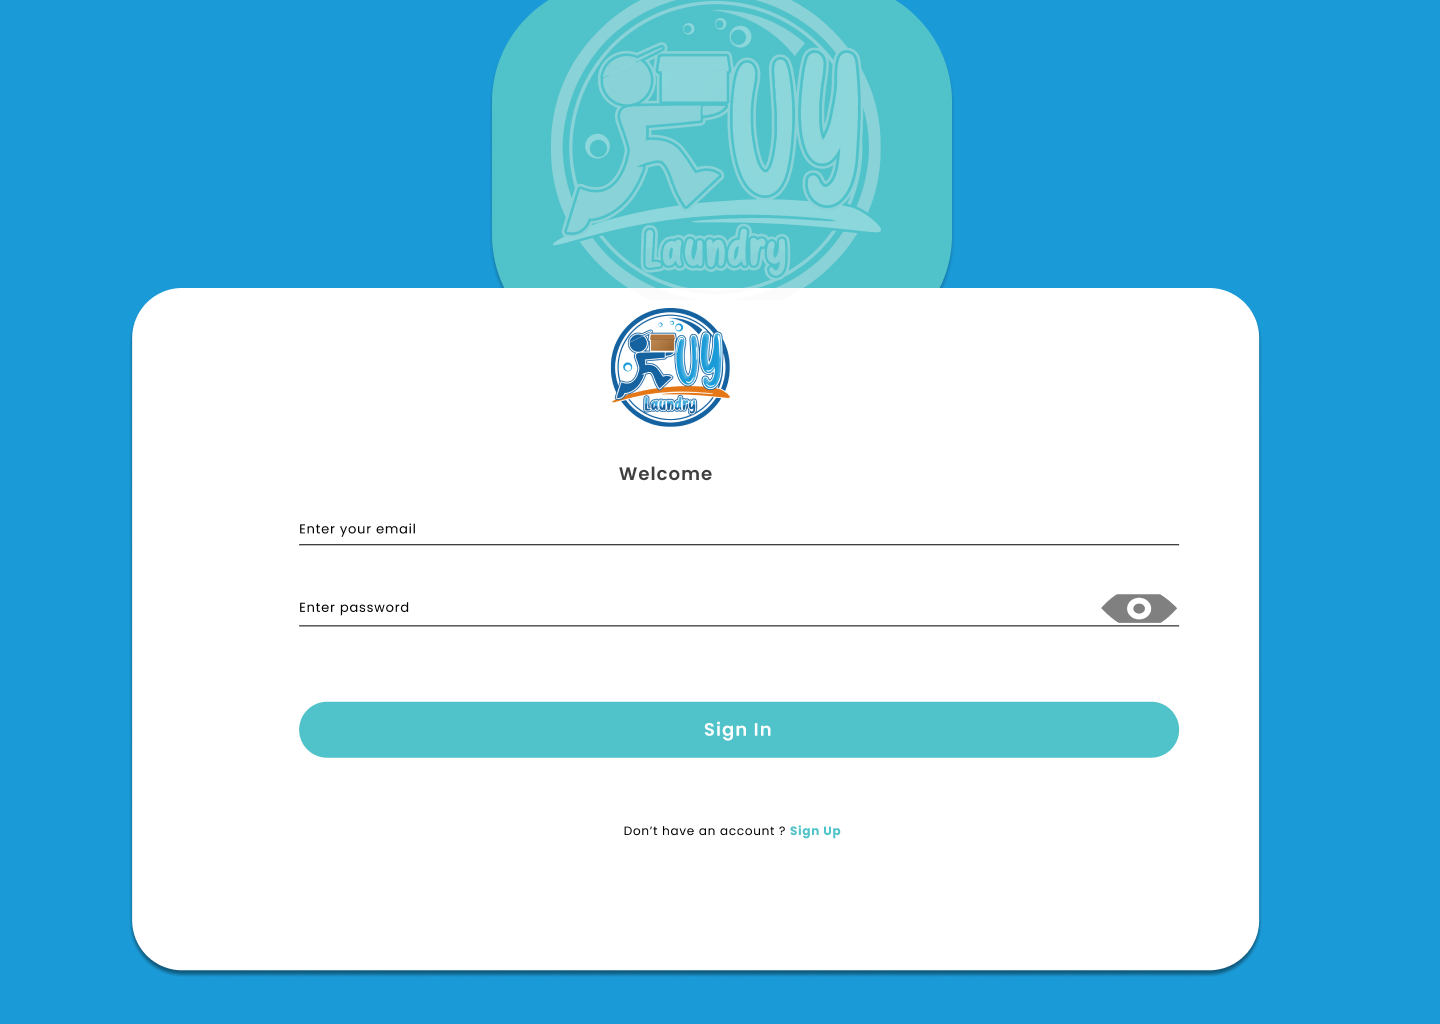 UY
Laundry
UY
Laundry
Welcome
Enter your email
Enter password
Sign In
Don’t have an account ? Sign Up